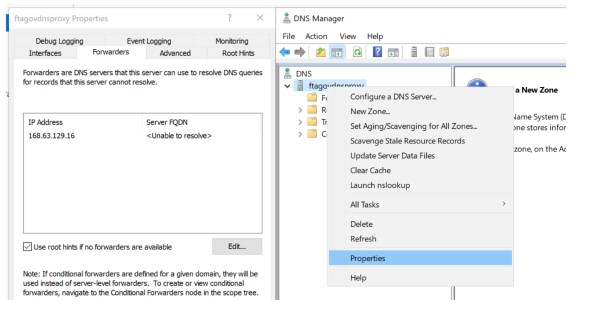 ftagovdnsproxy Properties
Debug Logging Event Logging Monitoring
Interfaces Forwarders Advanced Root Hints
Forwarders are DNS servers that this server can use to resolve DNS queries
for records that this server cannot resolve.
IP Address Server FQDN
168.63.129.16 <Unable to resolve>
Use root hints if no forwarders are available Edit...
Note: If conditional forwarders are defined for a given domain, they will be
used instead of server-level forwarders. To create or view conditional
forwarders, navigate to the Conditional Forwarders node in the scope tree.
DNS Manager
File Action View Help
DNS
ftagovdnsproxy
Configure a DNS Server...
New Zone...
Set Aging/Scavenging for All Zones...
Scavenge Stale Resource Records
Update Server Data Files
Clear Cache
Launch nslookup
All Tasks
Delete
Refresh
Properties
Help
a New Zone
Name System (D
one stores infor
zone, on the Ac